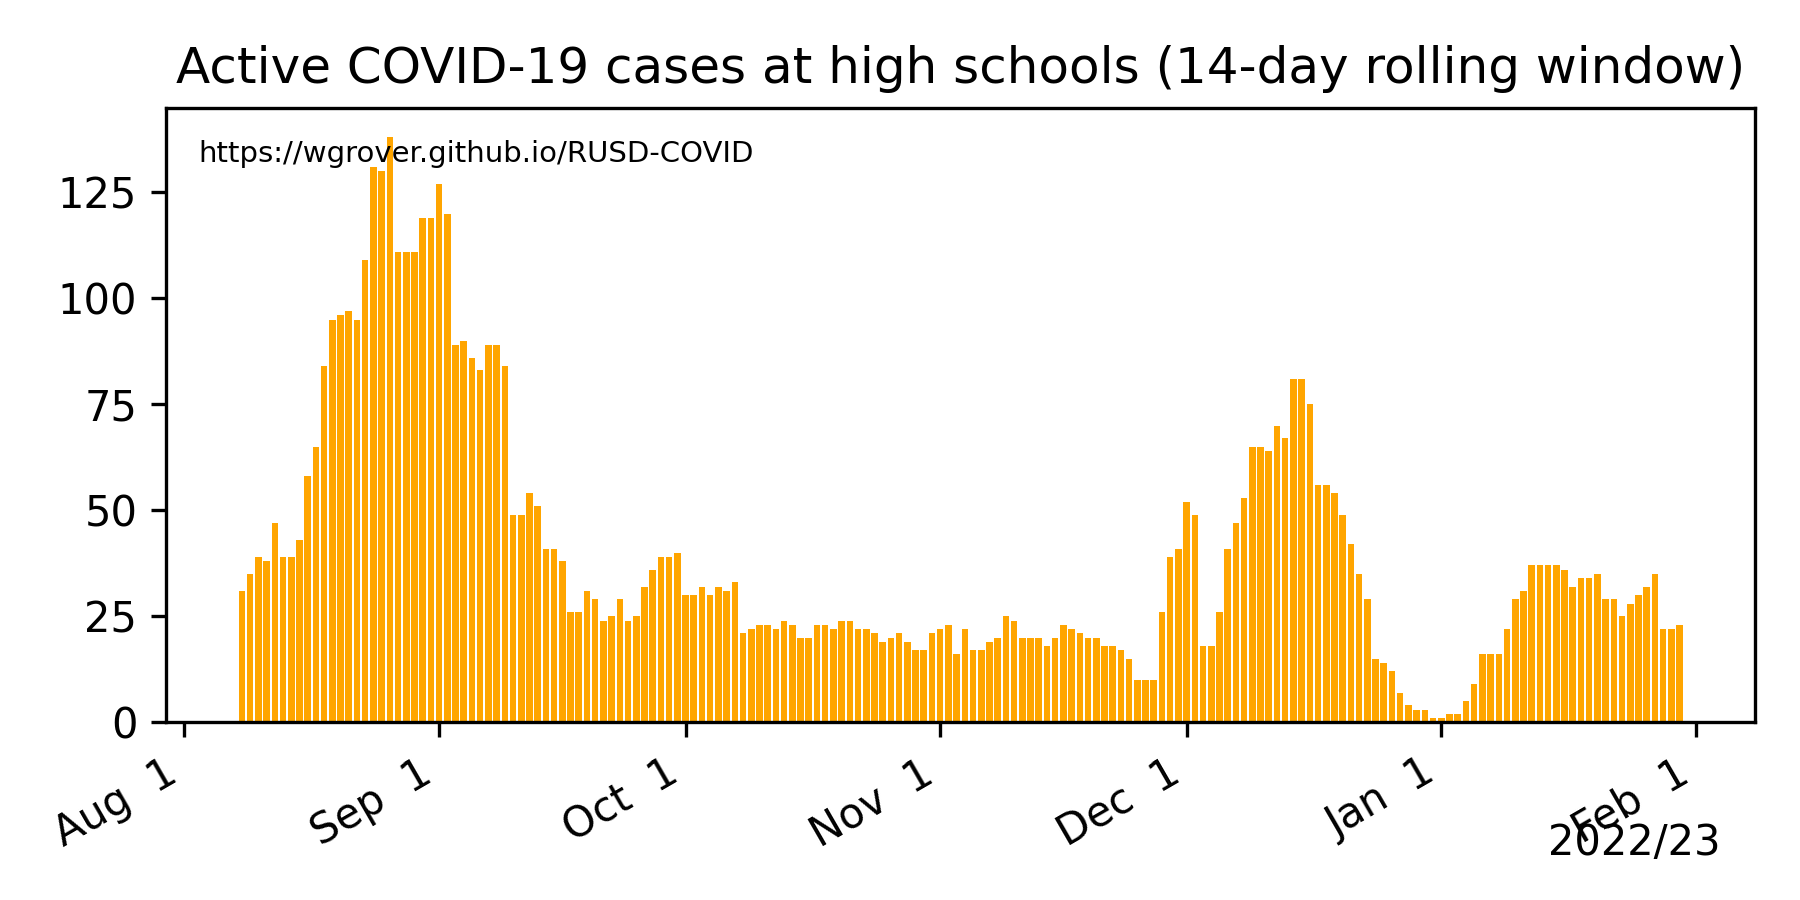 Active COVID-19 cases at high schools (14-day rolling window)
https://wgrover.github.io/RUSD-COVID
125
100
75
50
25
0
Aug 1
Sep 1
Oct 1
Nov 1
Dec 1
Jan 1
Feb 1
2022/23